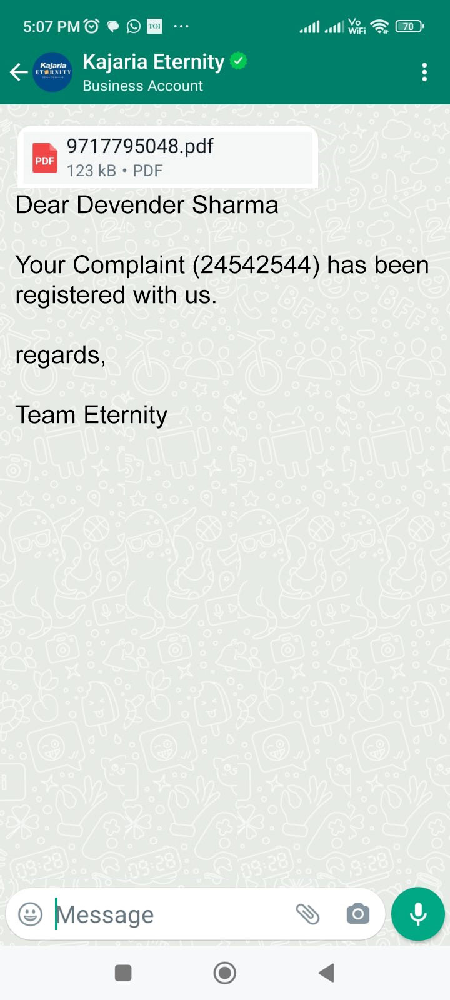 5:07 PM TOI ... Vo WiFi 70
Kajaria Eternity
Kajaria
ETERNITY
Business Account
9717795048.pdf
PDF
123 kB • PDF
Dear Devender Sharma
Your Complaint (24542544) has been
registered with us.
regards,
Team Eternity
Message